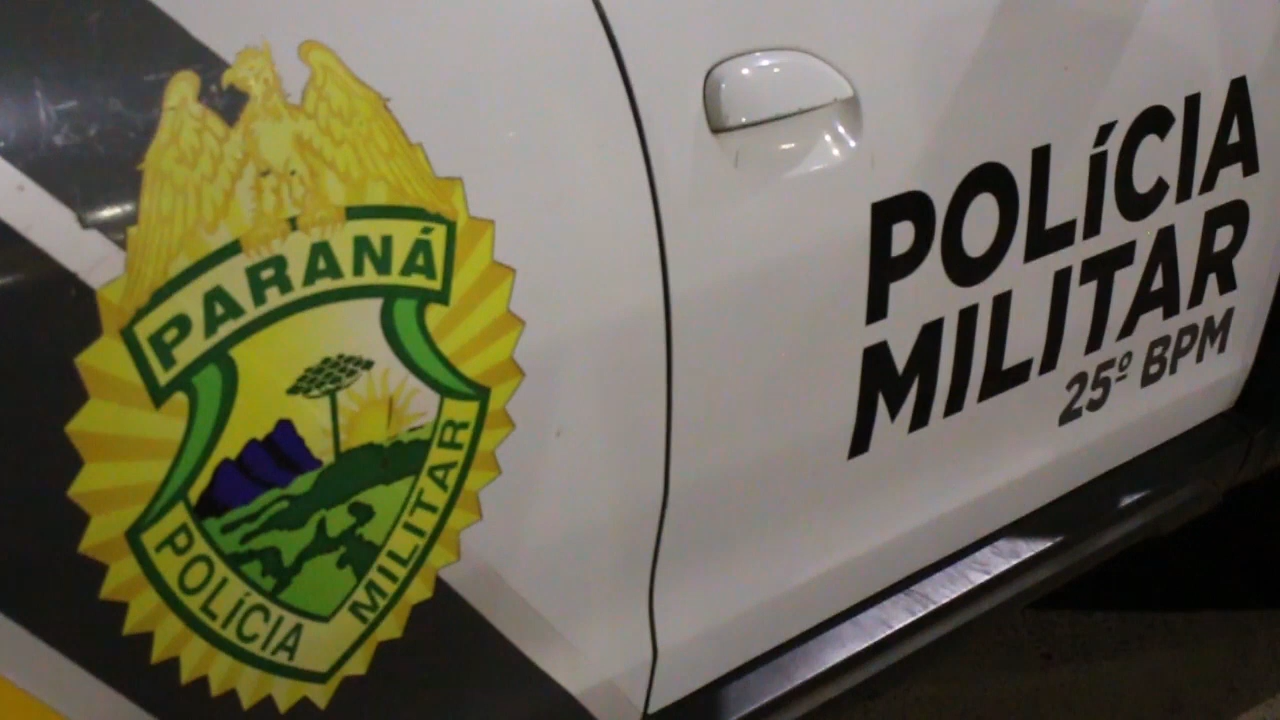 PARANÁ
POLÍCIA MILITAR
POLÍCIA
MILITAR
25º BPM